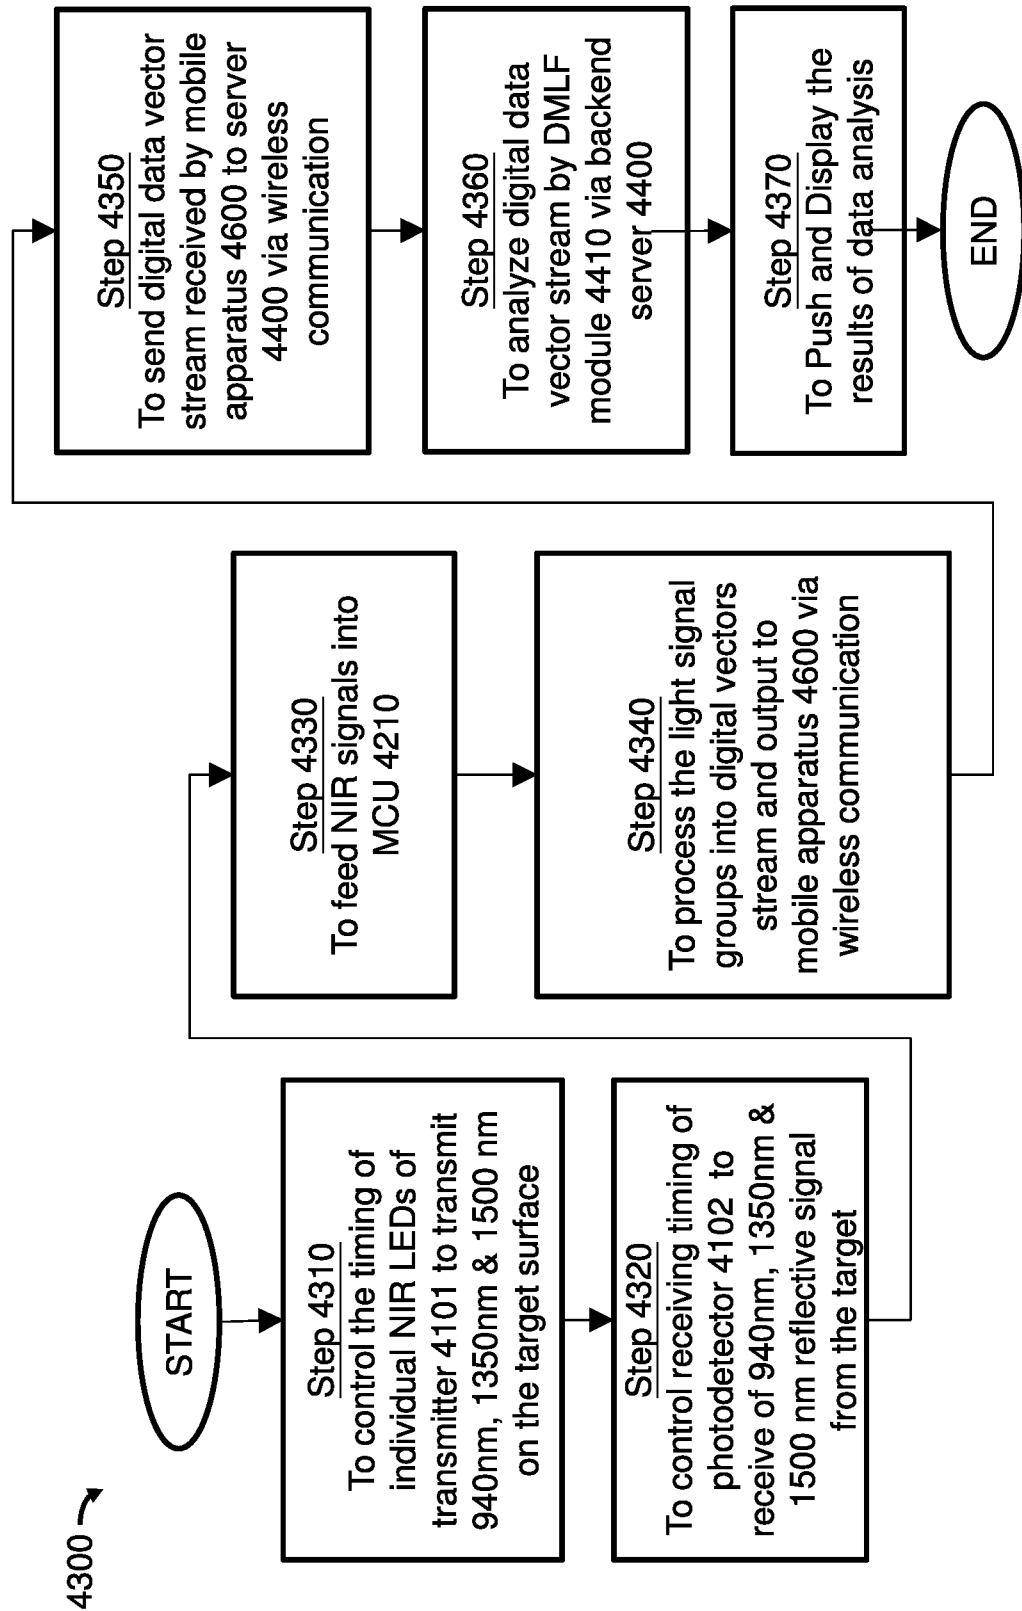 4300
START
Step 4310
To control the timing of
individual NIR LEDs of
transmitter 4101 to transmit
940nm, 1350nm & 1500 nm
on the target surface
Step 4320
To control receiving timing of
photodetector 4102 to
receive of 940nm, 1350nm &
1500 nm reflective signal
from the target
Step 4330
To feed NIR signals into
MCU 4210
Step 4340
To process the light signal
groups into digital vectors
stream and output to
mobile apparatus 4600 via
wireless communication
Step 4350
To send digital data vector
stream received by mobile
apparatus 4600 to server
4400 via wireless
communication
Step 4360
To analyze digital data
vector stream by DMLF
module 4410 via backend
server 4400
Step 4370
To Push and Display the
results of data analysis
END